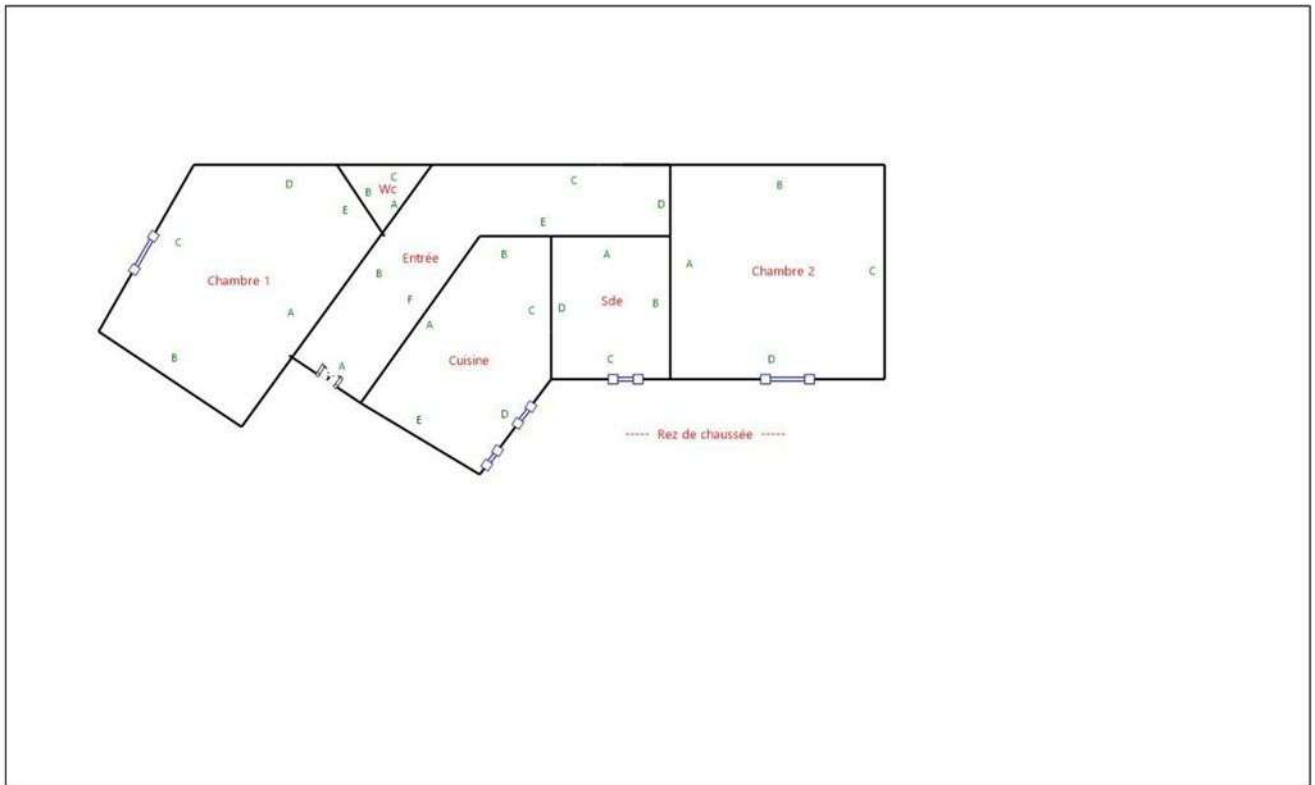 C
D
Wc
B
B
C
A
D
E
E
C
B
A
Entrée
A
Chambre 2
C
B
Chambre 1
F
D
Sde
B
A
C
A
B
Cuisine
C
D
A
D
E
----- Rez de chaussée -----